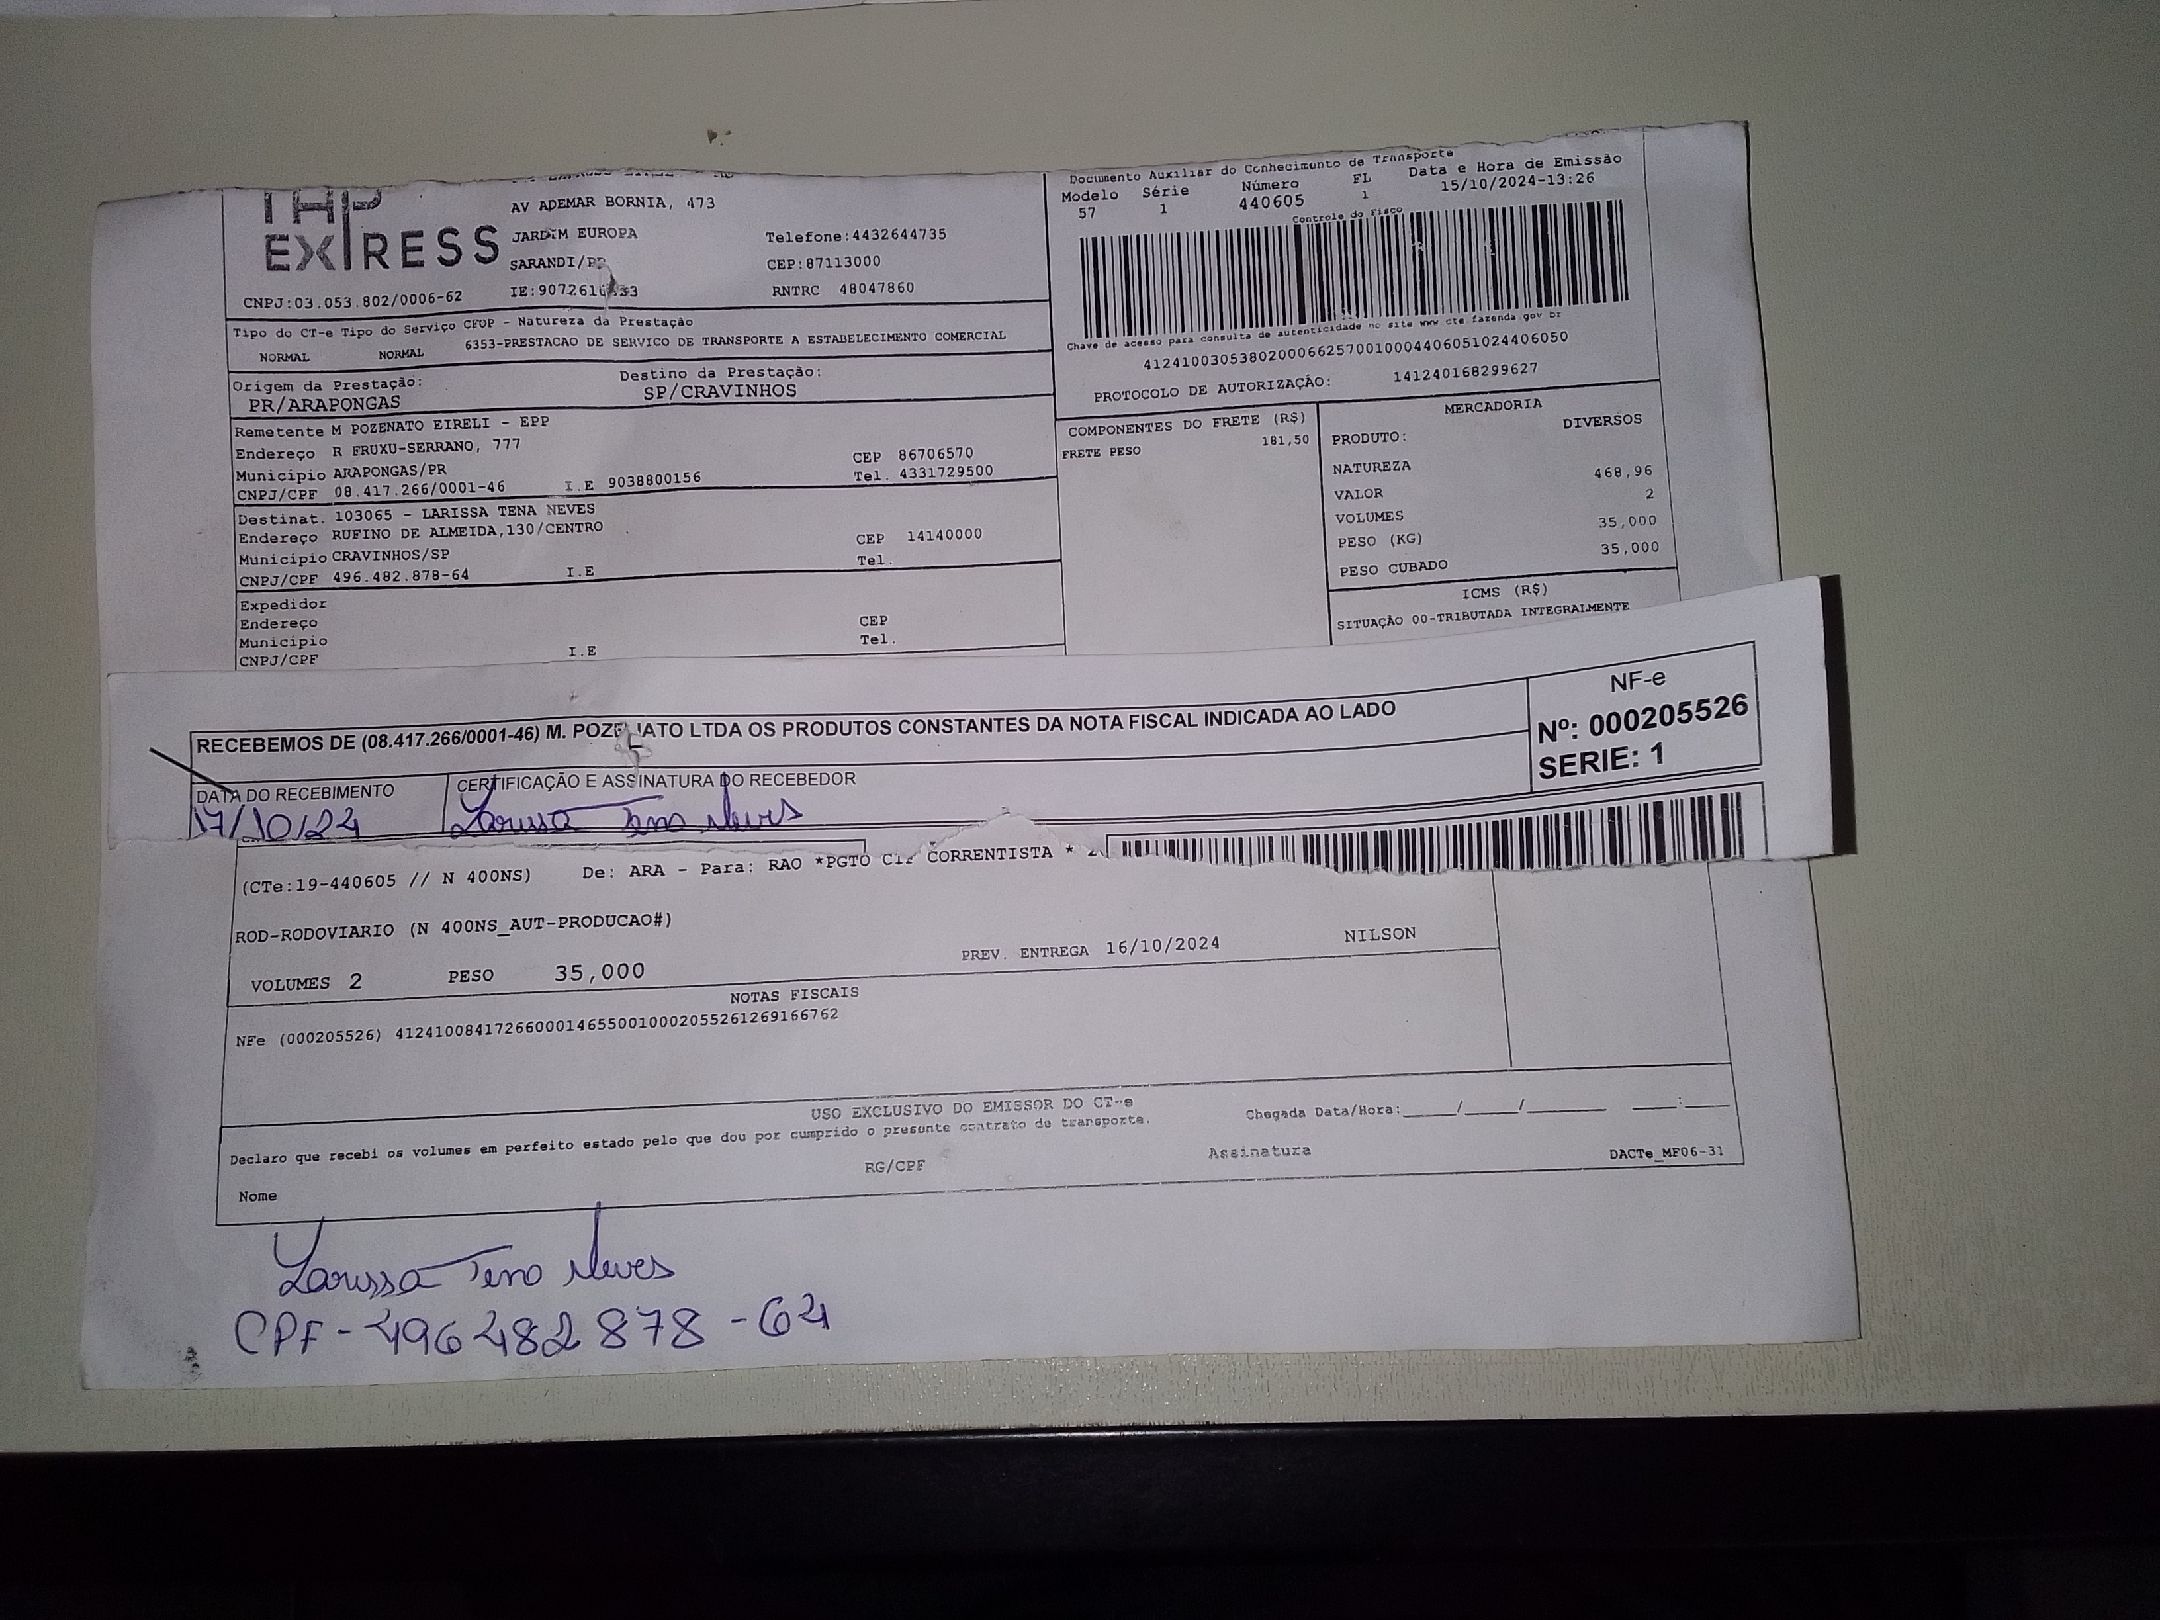 THP
EXPRESS
AV ADEMAR BORNIA, 473
JARDIM EUROPA
Telefone:4432644735
SARANDI/PR
CEP:87113000
CNPJ:03.053.802/0006-62
RNTRC 48047860
Documento Auxiliar do Conhecimento de Transporte
Modelo Série Número FL Data e Hora de Emissão
57 1 440605 1 15/10/2024-13:26
Controle do Fisco
Chave de acesso para consulta de autenticidade no site www cte fazenda gov br
41241003053802000662570010004406051024406050
PROTOCOLO DE AUTORIZAÇÃO: 141240168299627
Tipo do CT-e Tipo do Serviço CFOP - Natureza da Prestação
NORMAL NORMAL 6353-PRESTACAO DE SERVICO DE TRANSPORTE A ESTABELECIMENTO COMERCIAL
Origem da Prestação: Destino da Prestação:
PR/ARAPONGAS SP/CRAVINHOS
Remetente M POZENATO EIRELI - EPP
Endereço R FRUXU-SERRANO, 777
CEP 86706570
Municipio ARAPONGAS/PR
Tel. 4331729500
CNPJ/CPF 08.417.266/0001-46 I.E 9038800156
Destinat. 103065 - LARISSA TENA NEVES
Endereço RUFINO DE ALMEIDA,130/CENTRO
CEP 14140000
Municipio CRAVINHOS/SP
Tel.
CNPJ/CPF 496.482.878-64 I.E
Expedidor
Endereço CEP
Municipio Tel.
CNPJ/CPF I.E
COMPONENTES DO FRETE (R$)
FRETE PESO 181,50
MERCADORIA
PRODUTO: DIVERSOS
NATUREZA
VALOR 468,96
VOLUMES 2
PESO (KG) 35,000
PESO CUBADO 35,000
ICMS (R$)
SITUAÇÃO 00-TRIBUTADA INTEGRALMENTE
RECEBEMOS DE (08.417.266/0001-46) M. POZENATO LTDA OS PRODUTOS CONSTANTES DA NOTA FISCAL INDICADA AO LADO
NF-e
Nº: 000205526
SERIE: 1
DATA DO RECEBIMENTO
17/10/24
CERTIFICAÇÃO E ASSINATURA DO RECEBEDOR
Larissa Tena Neves
(CTe:19-440605 // N 400NS) De: ARA - Para: RAO *PGTO CORRENTISTA *
ROD-RODOVIARIO (N 400NS_AUT-PRODUCAO#)
VOLUMES 2 PESO 35,000 PREV. ENTREGA 16/10/2024 NILSON
NOTAS FISCAIS
NFe (000205526) 41241008417266000146550010002055261269166762
USO EXCLUSIVO DO EMISSOR DO CT-e
Declaro que recebi os volumes em perfeito estado pelo que dou por cumprido o presente contrato de transporte.
Chegada Data/Hora:_____/_____/_______ ____:____
Nome RG/CPF Assinatura DACTe_MF06-31
Larissa Tena Neves
CPF - 496482878-64